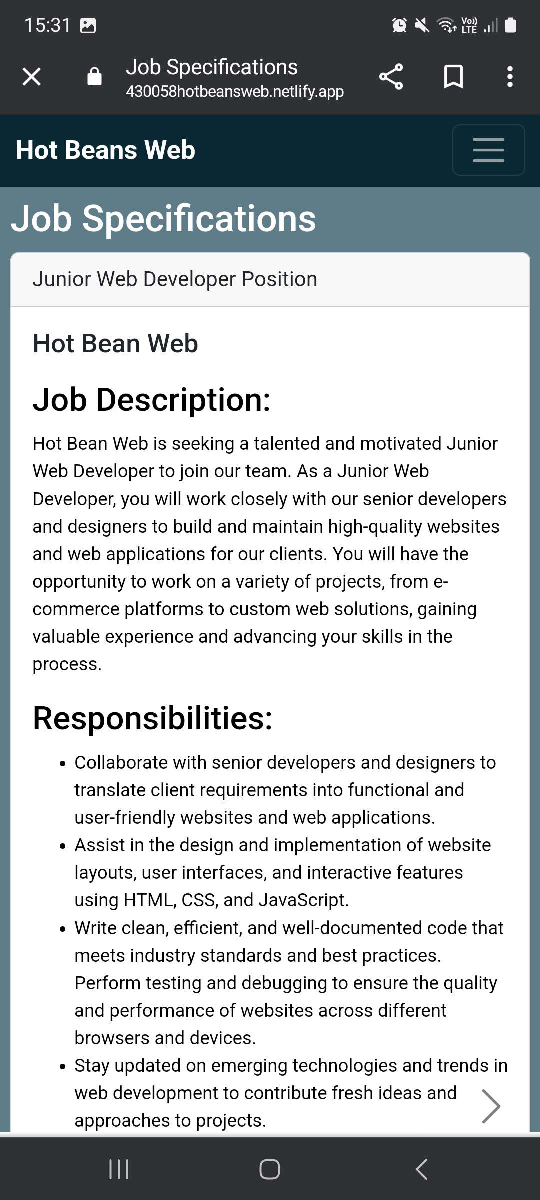 15:31
Vo)) LTE
Job Specifications
430058hotbeansweb.netlify.app
Hot Beans Web
Job Specifications
Junior Web Developer Position
Hot Bean Web
Job Description:
Hot Bean Web is seeking a talented and motivated Junior
Web Developer to join our team. As a Junior Web
Developer, you will work closely with our senior developers
and designers to build and maintain high-quality websites
and web applications for our clients. You will have the
opportunity to work on a variety of projects, from e-
commerce platforms to custom web solutions, gaining
valuable experience and advancing your skills in the
process.
Responsibilities:
• Collaborate with senior developers and designers to
translate client requirements into functional and
user-friendly websites and web applications.
• Assist in the design and implementation of website
layouts, user interfaces, and interactive features
using HTML, CSS, and JavaScript.
• Write clean, efficient, and well-documented code that
meets industry standards and best practices.
Perform testing and debugging to ensure the quality
and performance of websites across different
browsers and devices.
• Stay updated on emerging technologies and trends in
web development to contribute fresh ideas and
approaches to projects.